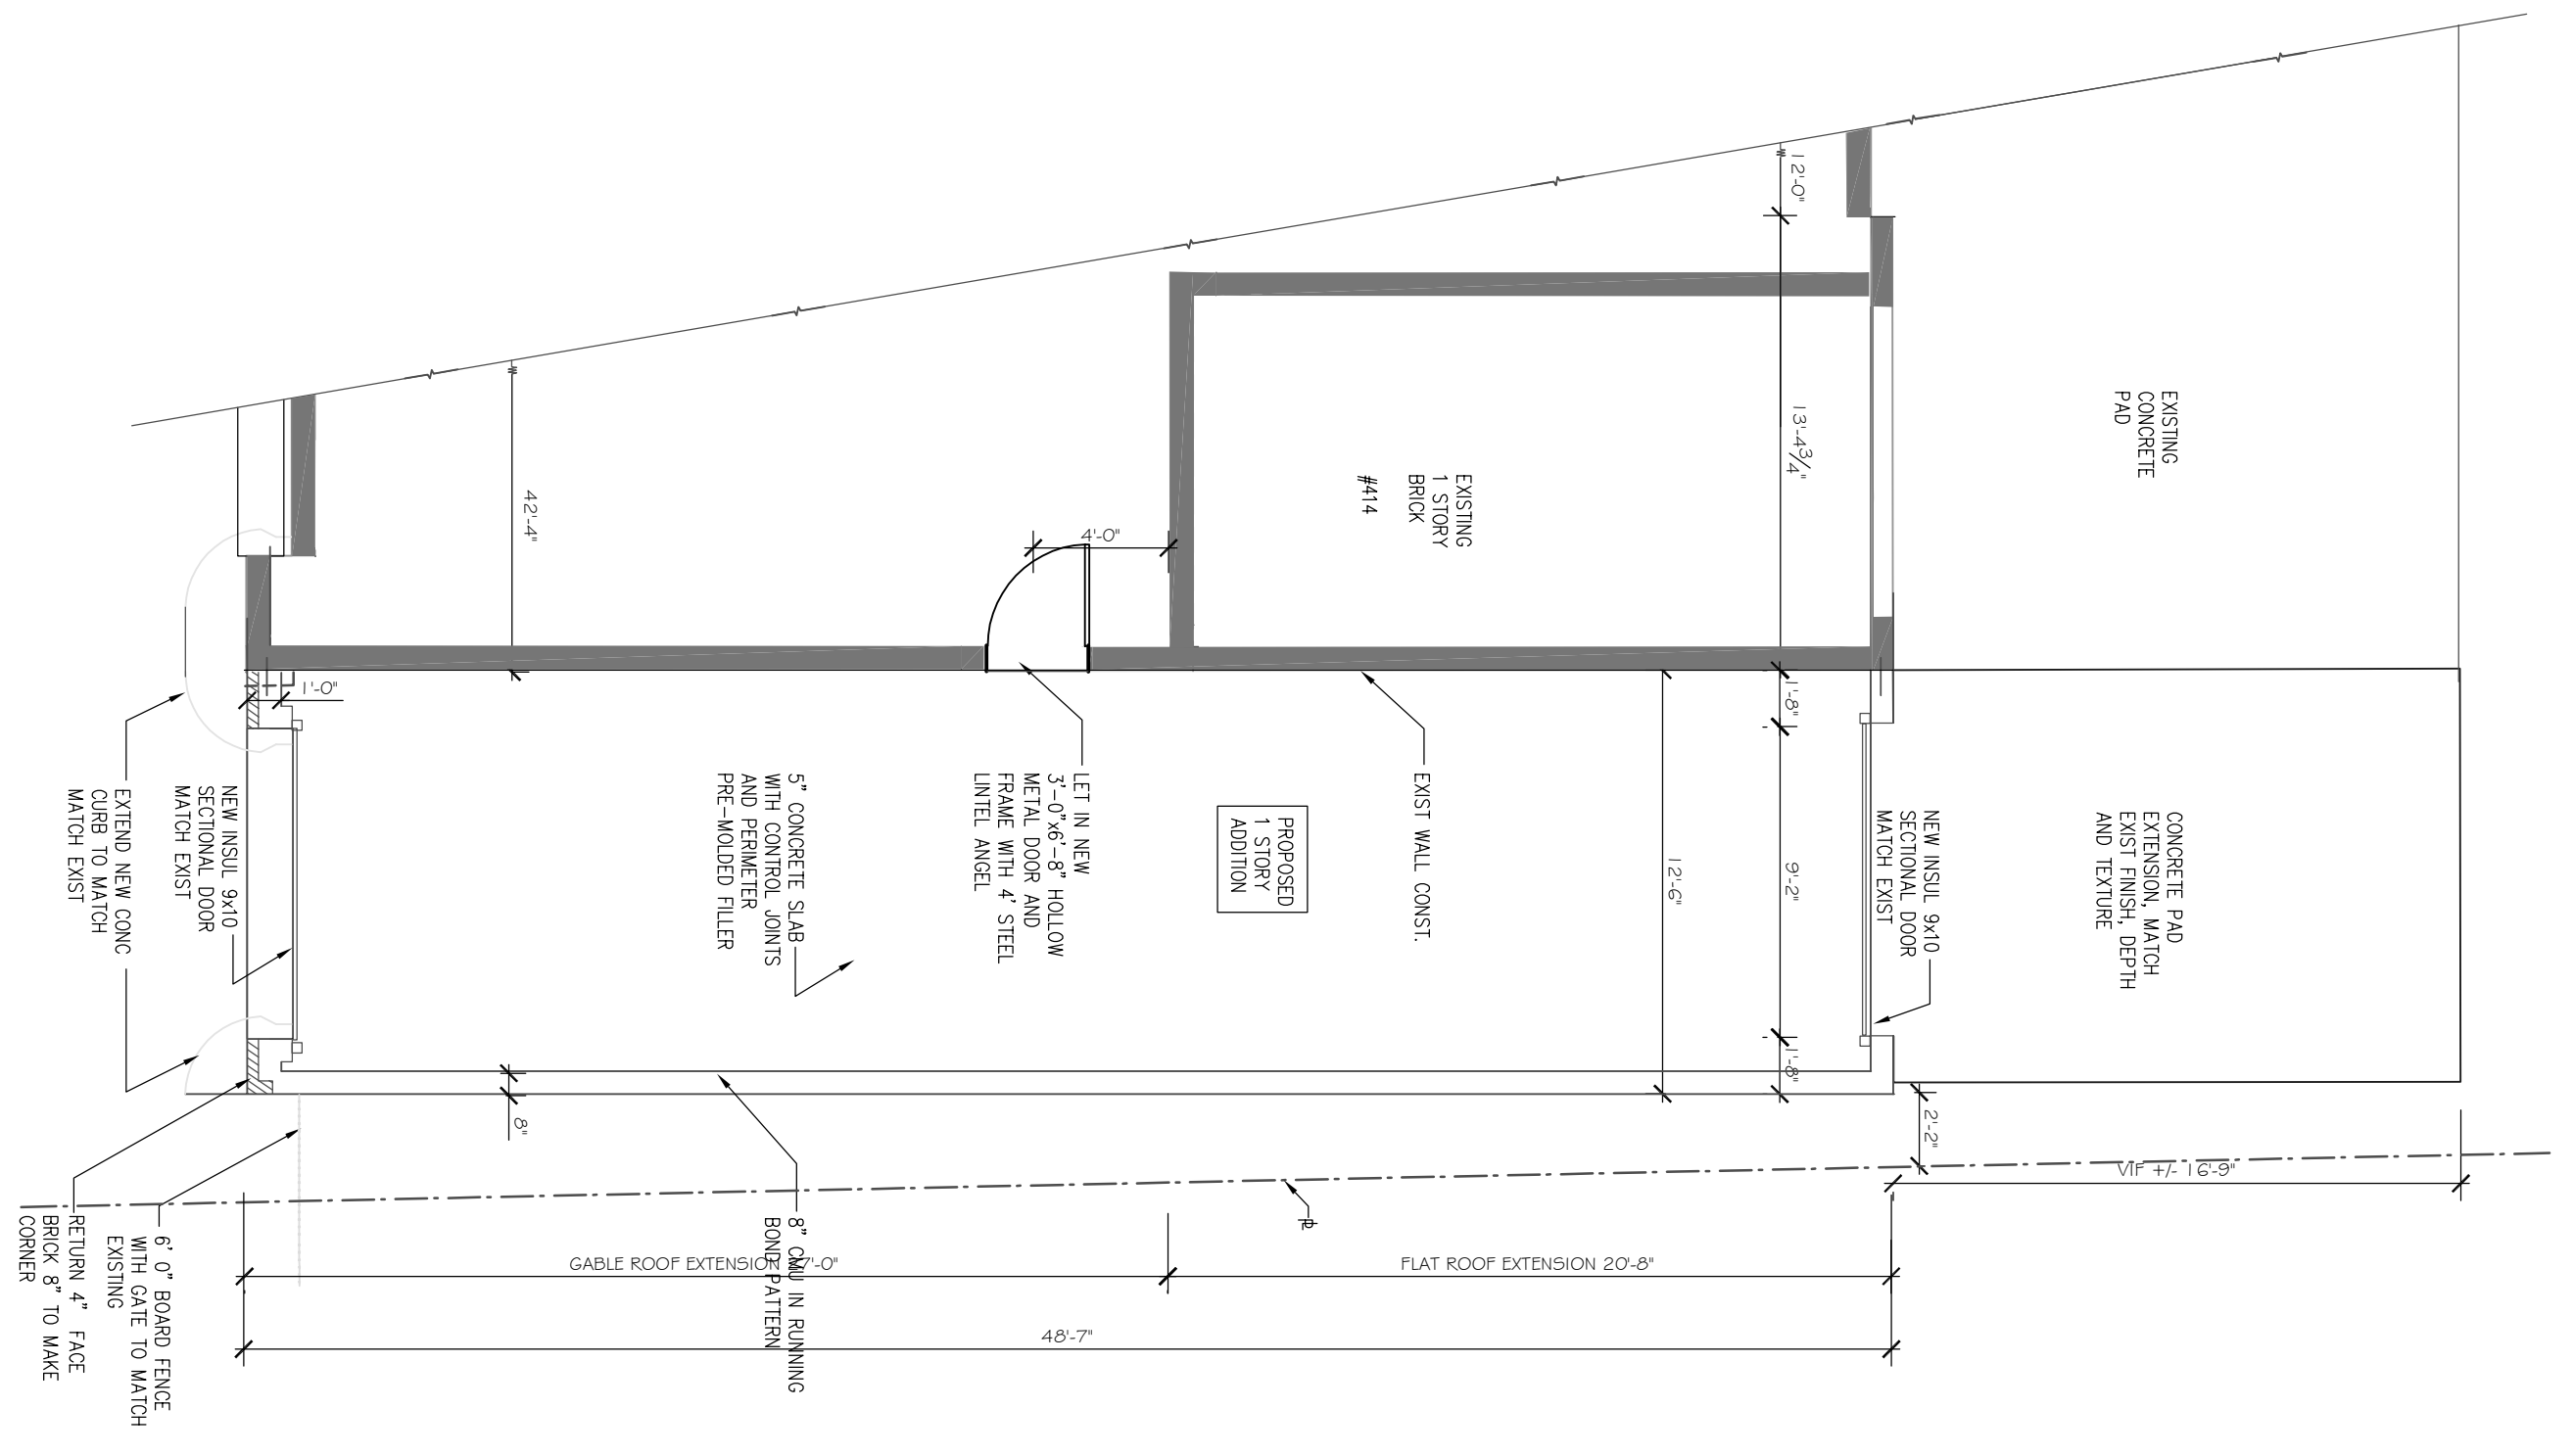 12'-0"
13'-4 3/4"
EXISTING
CONCRETE
PAD
EXISTING
1 STORY
BRICK
#414
42'-4"
4'-0"
1'-0"
1'-8"
9'-2"
1'-8"
12'-6"
EXTEND NEW CONC
CURB TO MATCH
MATCH EXIST
NEW INSUL 9x10
SECTIONAL DOOR
MATCH EXIST
5" CONCRETE SLAB
WITH CONTROL JOINTS
AND PERIMETER
PRE-MOLDED FILLER
LET IN NEW
3'-0"x6'-8" HOLLOW
METAL DOOR AND
FRAME WITH 4' STEEL
LINTEL ANGEL
PROPOSED
1 STORY
ADDITION
EXIST WALL CONST.
NEW INSUL 9x10
SECTIONAL DOOR
MATCH EXIST
CONCRETE PAD
EXTENSION, MATCH
EXIST FINISH, DEPTH
AND TEXTURE
8"
2'-2"
VIF +/- 16'-9"
PL
RETURN 4" FACE
BRICK 8" TO MAKE
CORNER
6' 0" BOARD FENCE
WITH GATE TO MATCH
EXISTING
8" CMU IN RUNNING
BOND PATTERN
GABLE ROOF EXTENSION 7'-0"
FLAT ROOF EXTENSION 20'-8"
48'-7"